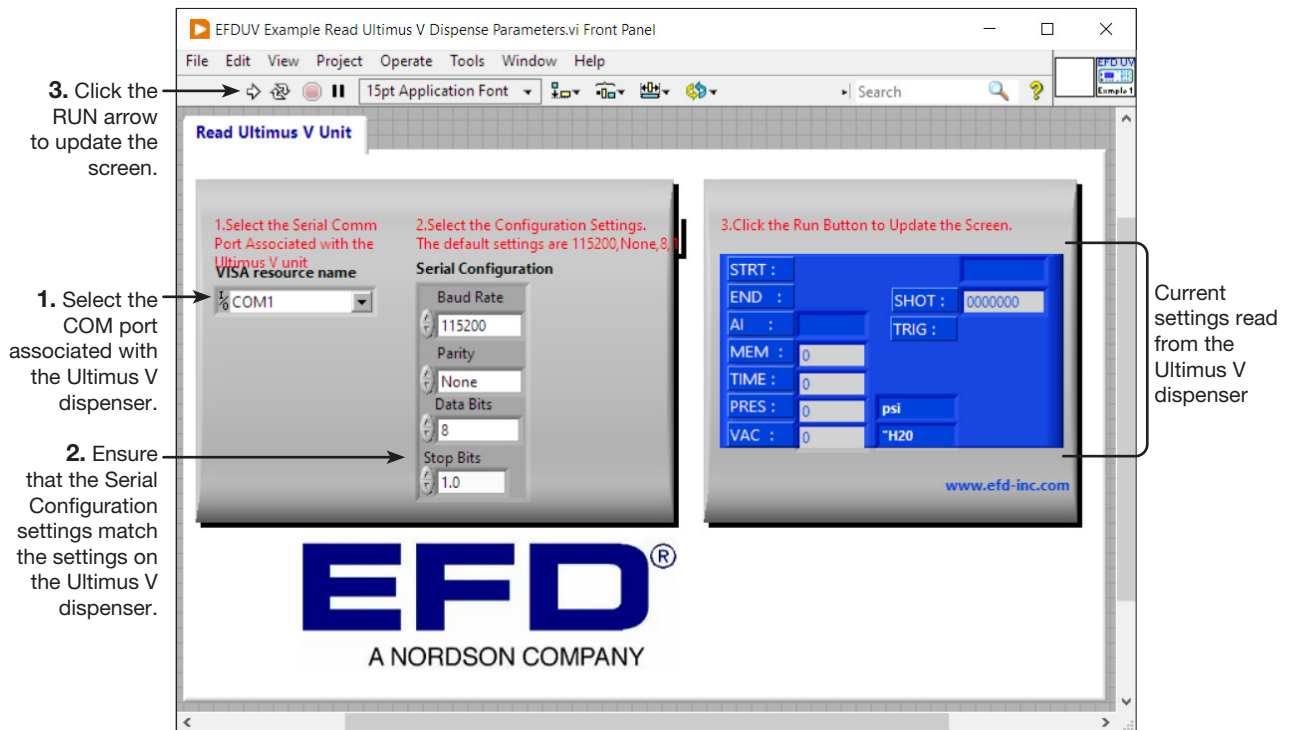 EFDUV Example Read Ultimus V Dispense Parameters.vi Front Panel
File Edit View Project Operate Tools Window Help
15pt Application Font
Search
EFD UV
Exmple 1
3. Click the
RUN arrow
to update the
screen.
Read Ultimus V Unit
1.Select the Serial Comm
Port Associated with the
Ultimus V unit
VISA resource name
COM1
1. Select the
COM port
associated with
the Ultimus V
dispenser.
2.Select the Configuration Settings.
The default settings are 115200,None,8,1
Serial Configuration
Baud Rate
115200
Parity
None
Data Bits
8
Stop Bits
1.0
2. Ensure
that the Serial
Configuration
settings match
the settings on
the Ultimus V
dispenser.
3.Click the Run Button to Update the Screen.
STRT :
END :
SHOT : 0000000
AI :
TRIG :
MEM : 0
TIME : 0
PRES : 0 psi
VAC : 0 "H20
www.efd-inc.com
Current
settings read
from the
Ultimus V
dispenser
EFD®
A NORDSON COMPANY